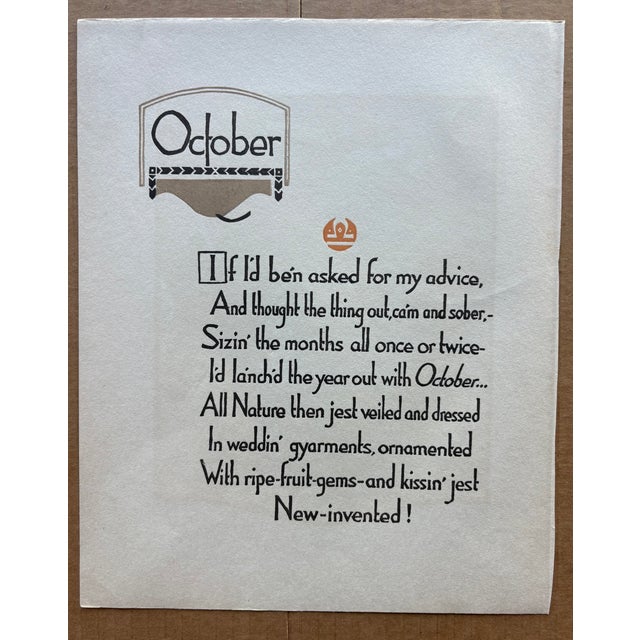 October
If I'd be'n asked for my advice,
And thought the thing out, ca'm and sober,-
Sizin' the months all once or twice-
I'd la'nch'd the year out with October...
All Nature then jest veiled and dressed
In weddin' gyarments, ornamented
With ripe-fruit-gems-and kissin' jest
New-invented!